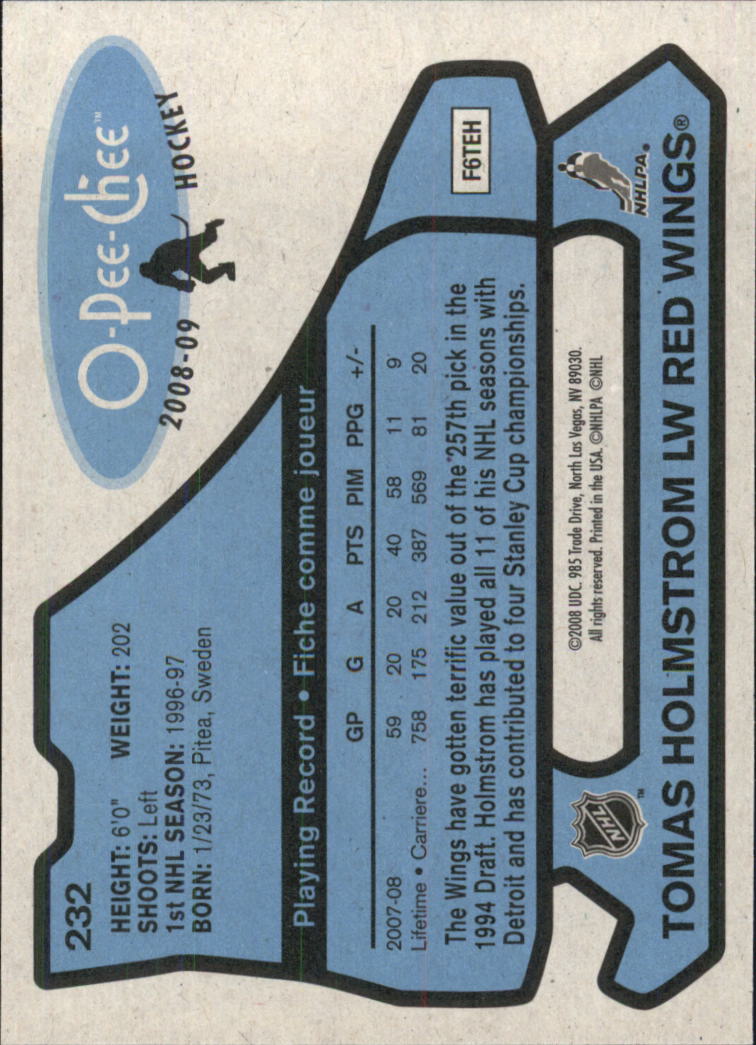 O-Pee-Chee™
2008-09 HOCKEY
232
HEIGHT: 6'0" WEIGHT: 202
SHOOTS: Left
1st NHL SEASON: 1996-97
BORN: 1/23/73, Pitea, Sweden
Playing Record • Fiche comme joueur
GP G A PTS PIM PPG +/-
2007-08 59 20 20 40 58 11 9
Lifetime • Carriere... 758 175 212 387 569 81 20
The Wings have gotten terrific value out of the 257th pick in the
1994 Draft. Holmstrom has played all 11 of his NHL seasons with
Detroit and has contributed to four Stanley Cup championships.
F6TEH
NHL™
©2008 UDC. 985 Trade Drive, North Las Vegas, NV 89030.
All rights reserved. Printed in the USA. ©NHLPA ©NHL
NHLPA®
TOMAS HOLMSTROM LW RED WINGS®